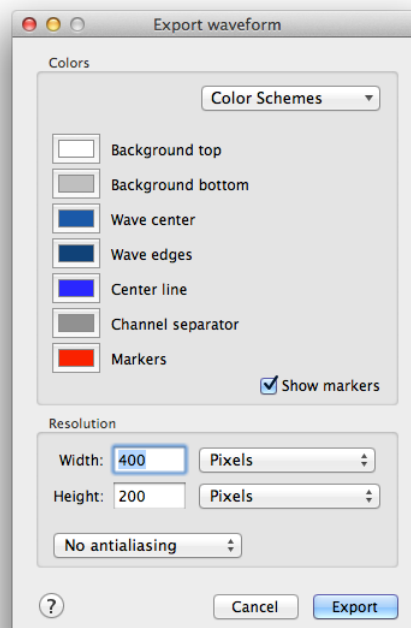 Export waveform
Colors
Color Schemes
Background top
Background bottom
Wave center
Wave edges
Center line
Channel separator
Markers
Show markers
Resolution
Width: 400 Pixels
Height: 200 Pixels
No antialiasing
? Cancel Export